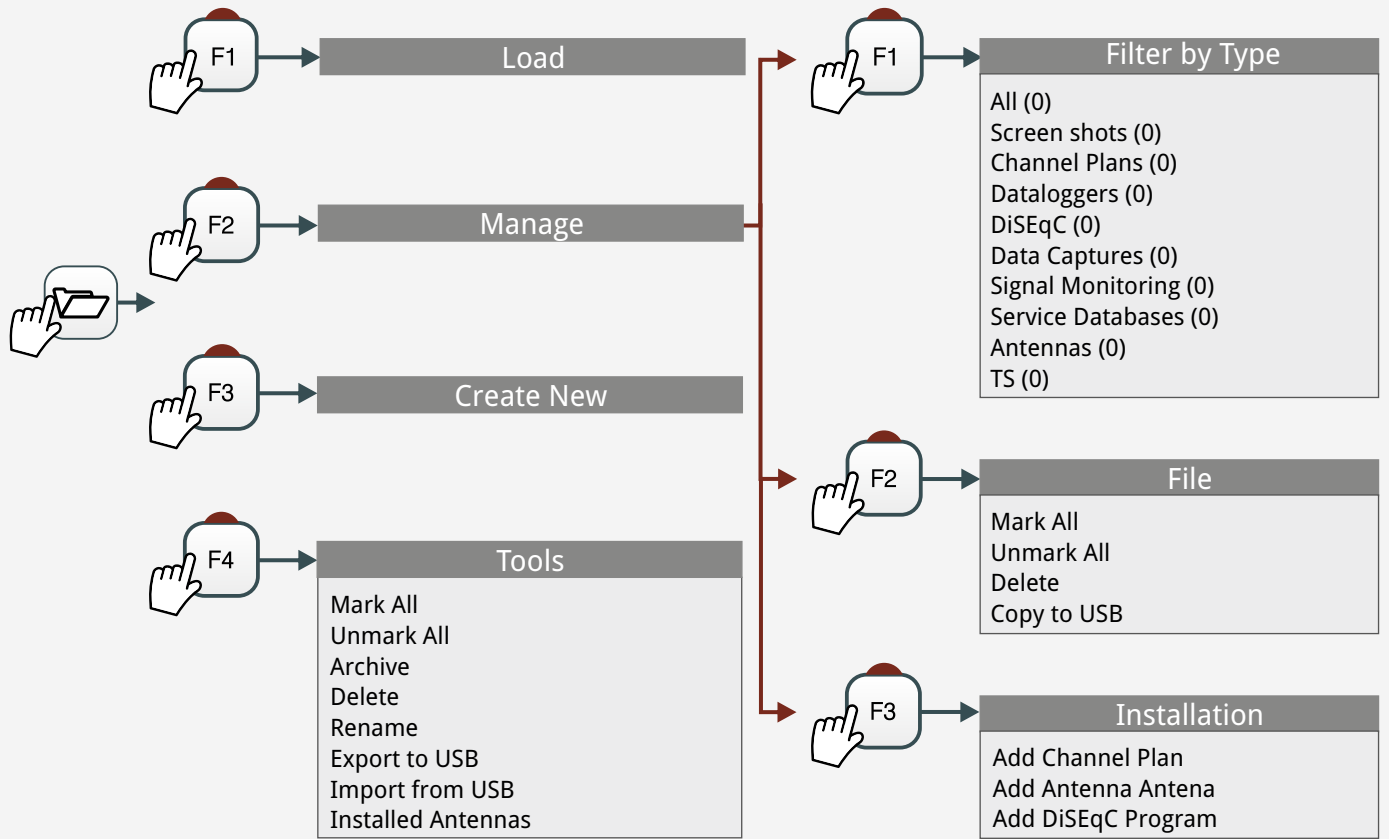 F1
Load
F2
Manage
F3
Create New
F4
Tools
Mark All
Unmark All
Archive
Delete
Rename
Export to USB
Import from USB
Installed Antennas
F1
Filter by Type
All (0)
Screen shots (0)
Channel Plans (0)
Dataloggers (0)
DiSEqC (0)
Data Captures (0)
Signal Monitoring (0)
Service Databases (0)
Antennas (0)
TS (0)
F2
File
Mark All
Unmark All
Delete
Copy to USB
F3
Installation
Add Channel Plan
Add Antenna Antena
Add DiSEqC Program